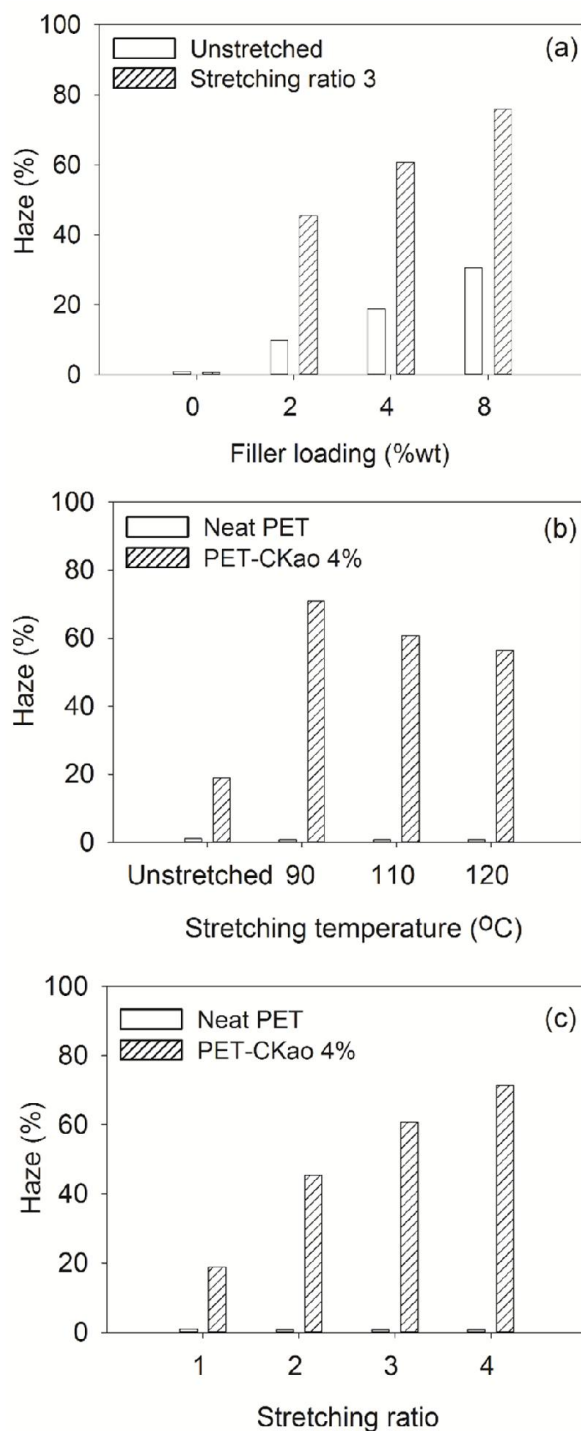 100
(a)
Unstretched
Stretching ratio 3
80
60
Haze (%)
40
20
0
0 2 4 8
Filler loading (%wt)
100
(b)
Neat PET
PET-CKao 4%
80
60
Haze (%)
40
20
0
Unstretched 90 110 120
Stretching temperature (ºC)
100
(c)
Neat PET
PET-CKao 4%
80
60
Haze (%)
40
20
0
1 2 3 4
Stretching ratio